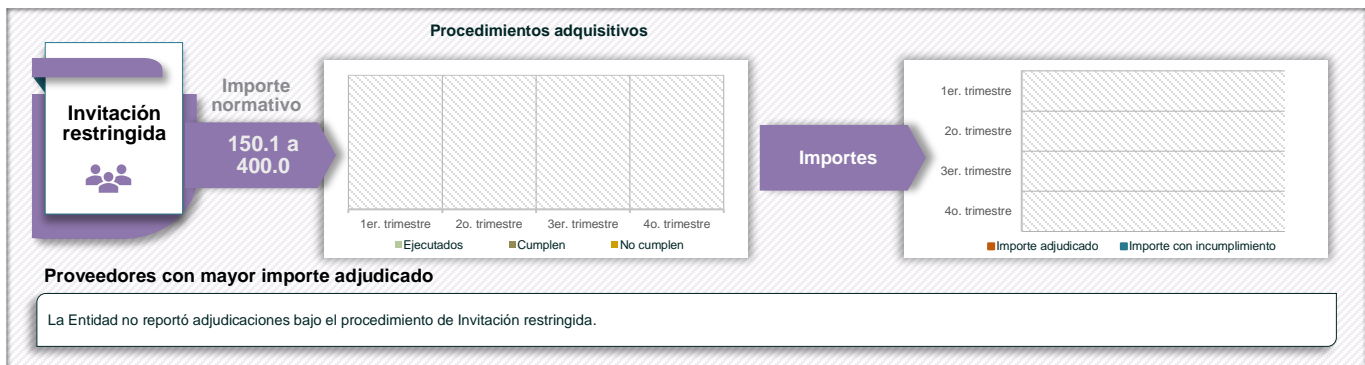 Procedimientos adquisitivos
Invitación
restringida
Importe
normativo
150.1 a
400.0
1er. trimestre
2o. trimestre
3er. trimestre
4o. trimestre
Ejecutados
Cumplen
No cumplen
Importes
1er. trimestre
2o. trimestre
3er. trimestre
4o. trimestre
Importe adjudicado
Importe con incumplimiento
Proveedores con mayor importe adjudicado
La Entidad no reportó adjudicaciones bajo el procedimiento de Invitación restringida.